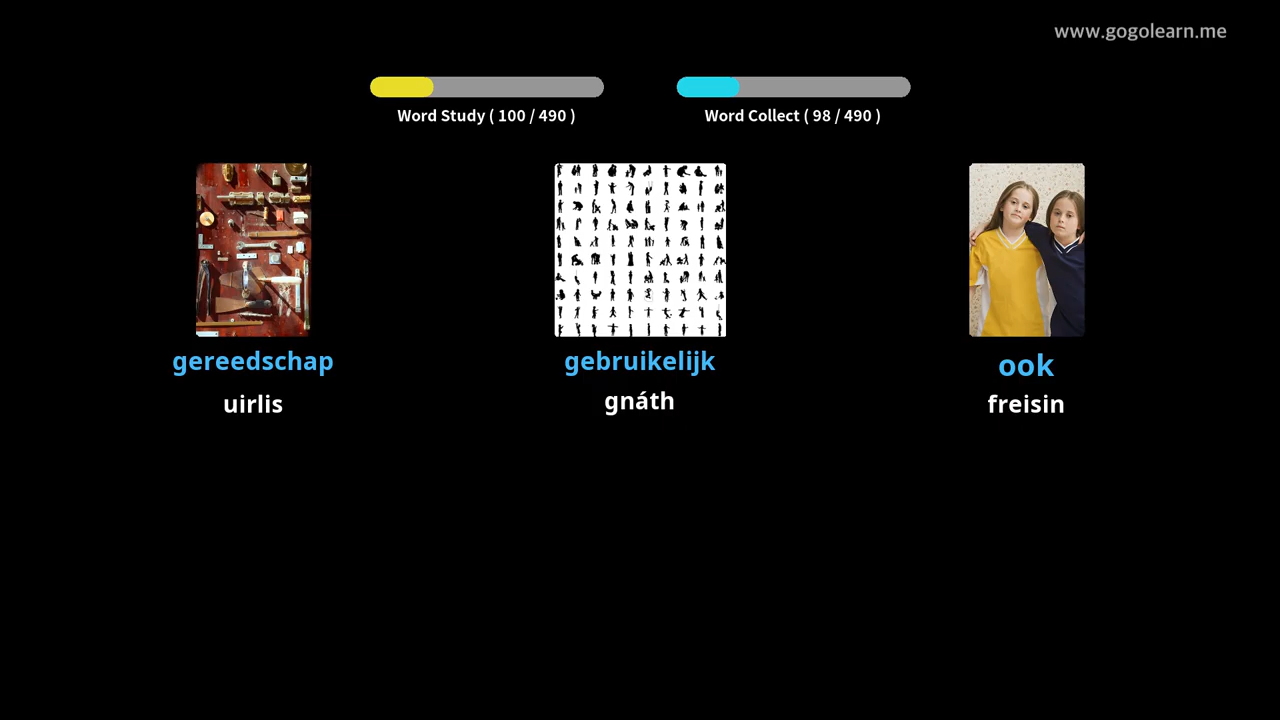 www.gogolearn.me
Word Study ( 100 / 490 )
Word Collect ( 98 / 490 )
gereedschap
uirlis
gebruikelijk
gnáth
ook
freisin